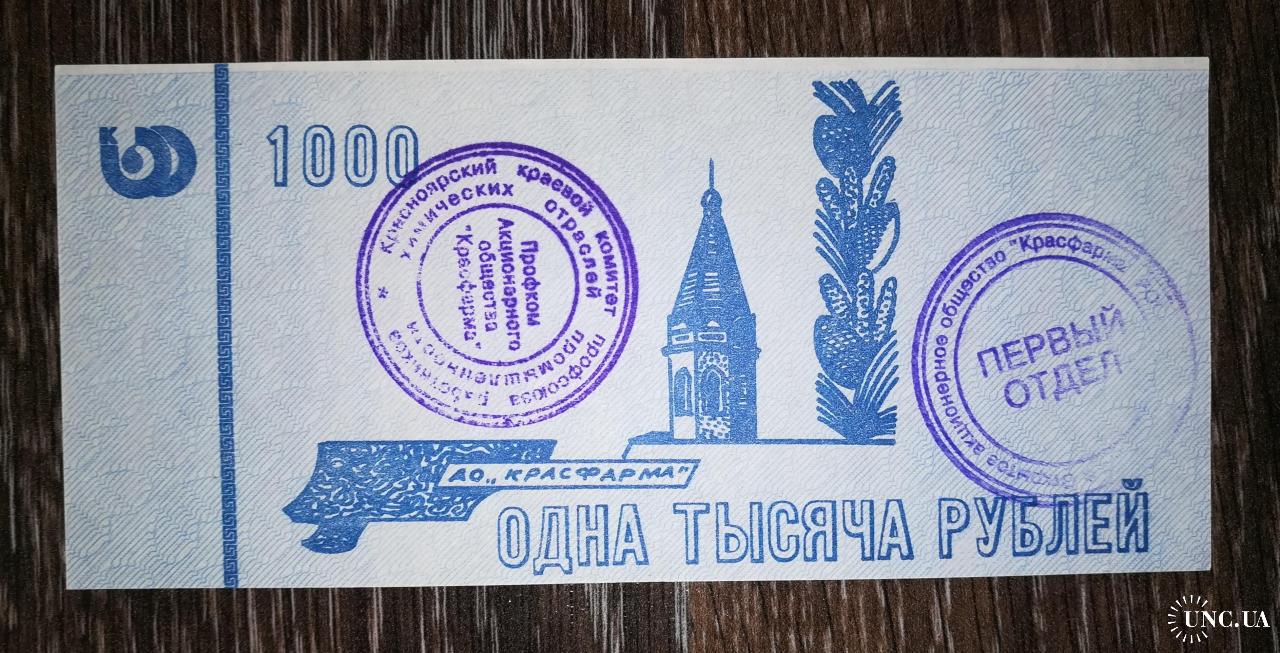 К
1000
Красноярский краевой комитет профсоюза работников
химических отраслей промышленности
Профком
Акционерного
общества
"Красфарма"
общество "Красфарма"
акционерное
ПЕРВЫЙ
ОТДЕЛ
АО„КРАСФАРМА"
ОДНА ТЫСЯЧА РУБЛЕЙ
UNC.UA